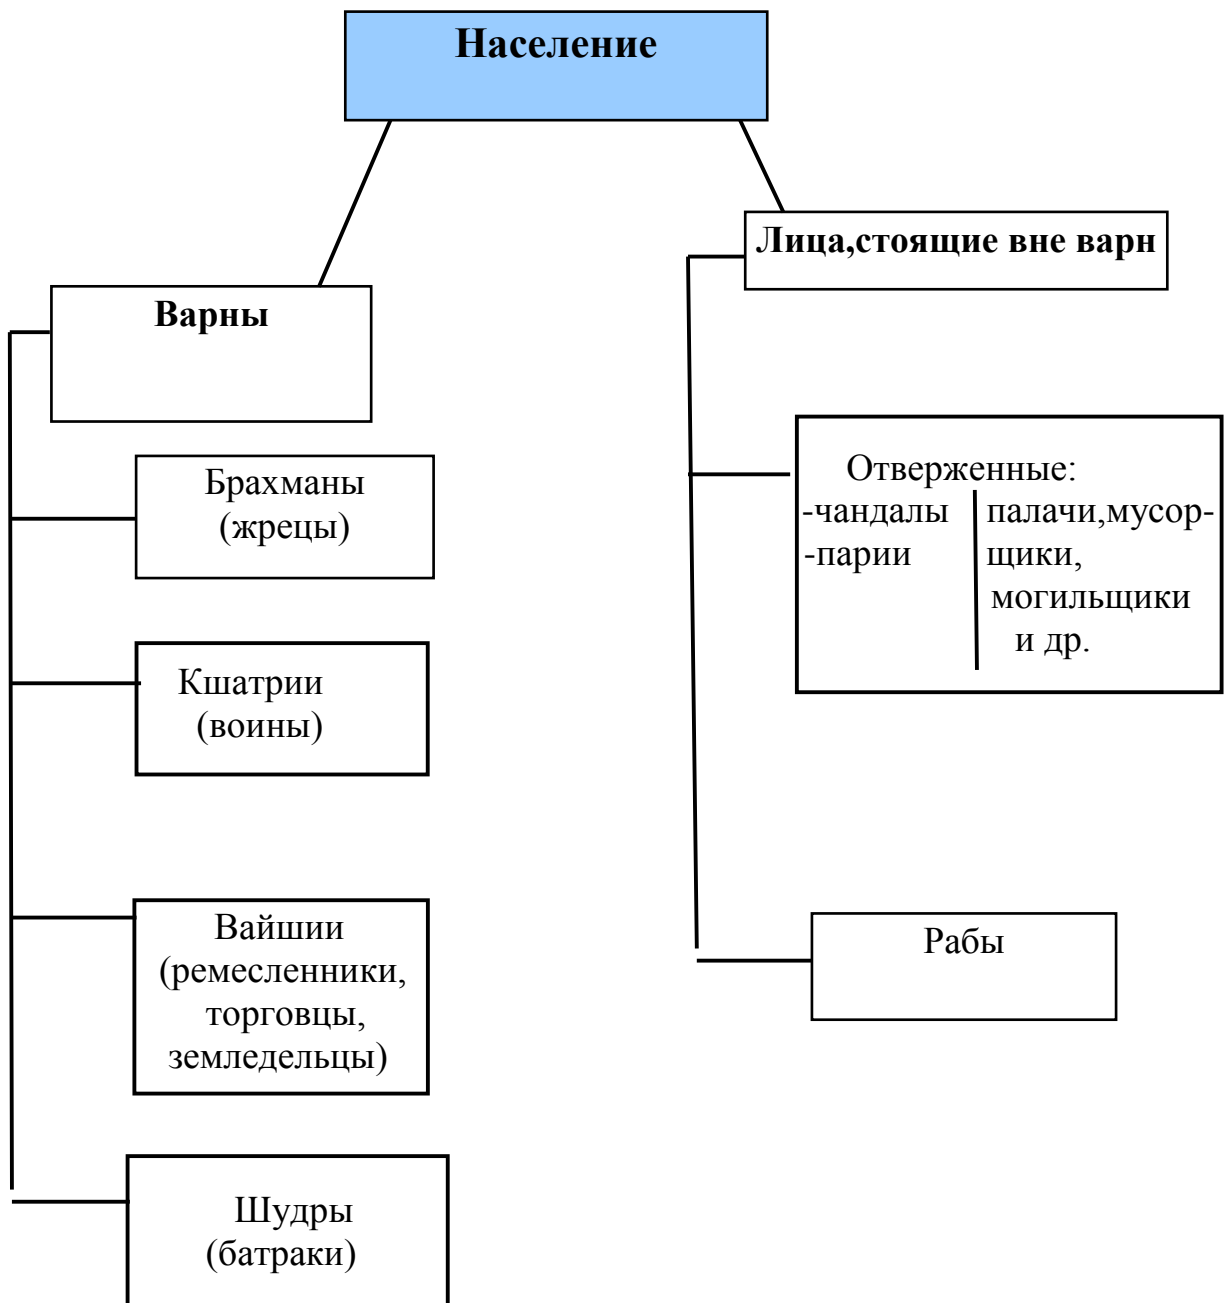 Население
Варны
Брахманы
(жрецы)
Кшатрии
(воины)
Вайшии
(ремесленники,
торговцы,
земледельцы)
Шудры
(батраки)
Лица,стоящие вне варн
Отверженные:
-чандалы
-парии
палачи,мусор-
щики,
могильщики
и др.
Рабы